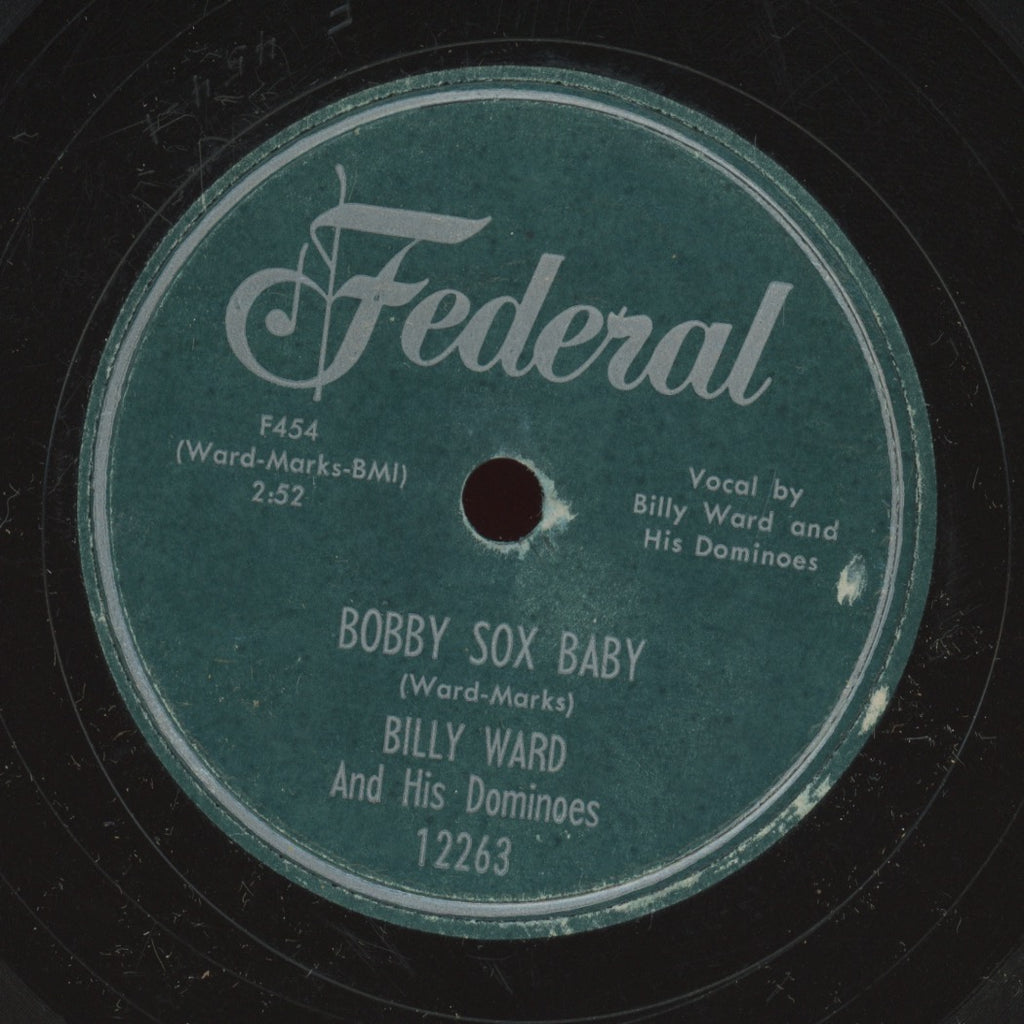 Federal
F454
(Ward-Marks-BMI)
2:52
Vocal by
Billy Ward and
His Dominoes
BOBBY SOX BABY
(Ward-Marks)
BILLY WARD
And His Dominoes
12263